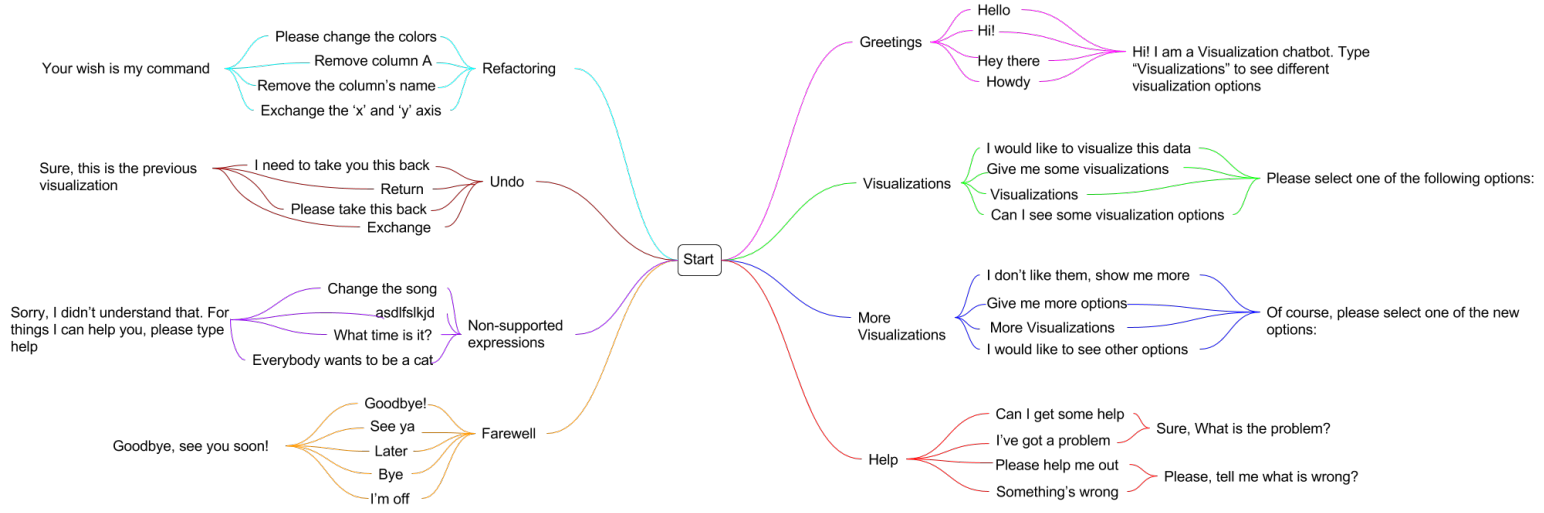 Start
Greetings
Hello
Hi!
Hey there
Howdy
Hi! I am a Visualization chatbot. Type
“Visualizations” to see different
visualization options
Visualizations
I would like to visualize this data
Give me some visualizations
Visualizations
Can I see some visualization options
Please select one of the following options:
More
Visualizations
I don’t like them, show me more
Give me more options
More Visualizations
I would like to see other options
Of course, please select one of the new
options:
Help
Can I get some help
I’ve got a problem
Please help me out
Something’s wrong
Sure, What is the problem?
Please, tell me what is wrong?
Refactoring
Please change the colors
Remove column A
Remove the column’s name
Exchange the ‘x’ and ‘y’ axis
Your wish is my command
Undo
I need to take you this back
Return
Please take this back
Exchange
Sure, this is the previous
visualization
Non-supported
expressions
Change the song
asdlfslkjd
What time is it?
Everybody wants to be a cat
Sorry, I didn’t understand that. For
things I can help you, please type
help
Farewell
Goodbye!
See ya
Later
Bye
I’m off
Goodbye, see you soon!